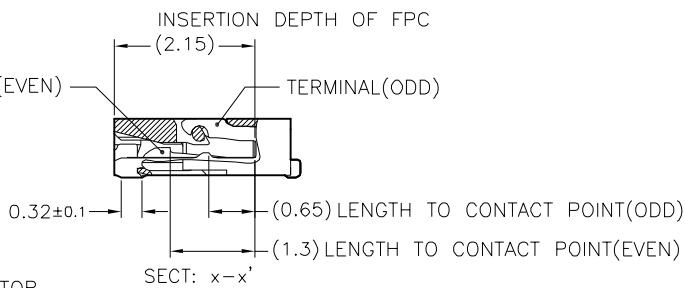 INSERTION DEPTH OF FPC
(2.15)
(EVEN)
TERMINAL(ODD)
0.32±0.1
(0.65) LENGTH TO CONTACT POINT(ODD)
(1.3) LENGTH TO CONTACT POINT(EVEN)
SECT: x-x'